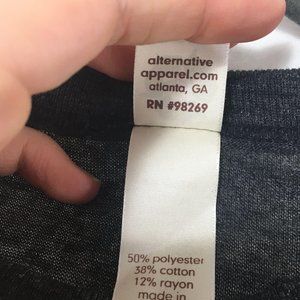 alternative
apparel.com
atlanta, GA
RN #98269
50% polyester
38% cotton
12% rayon
made in